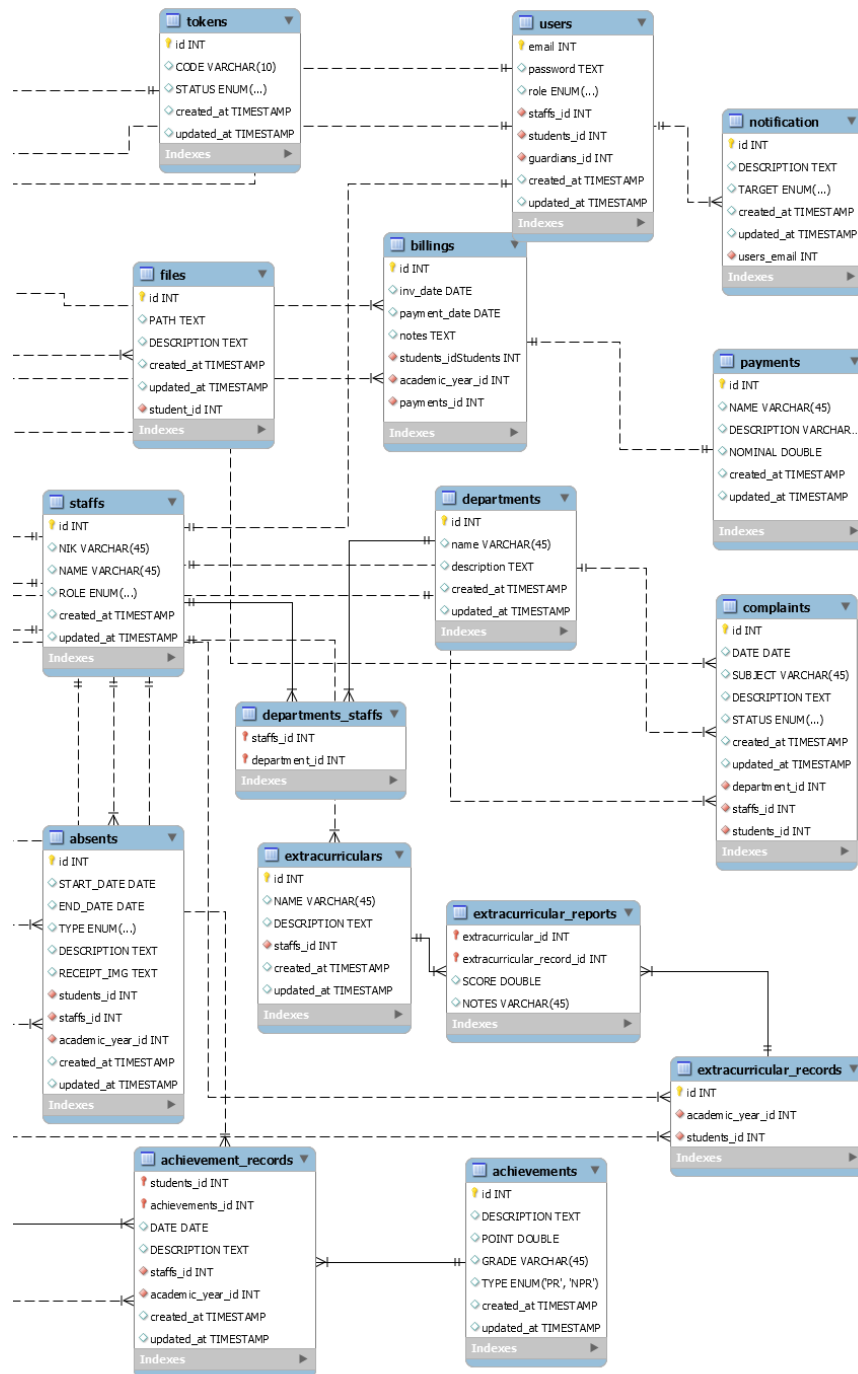 tokens
id INT
CODE VARCHAR(10)
STATUS ENUM(...)
created_at TIMESTAMP
updated_at TIMESTAMP
Indexes
users
email INT
password TEXT
role ENUM(...)
staffs_id INT
students_id INT
guardians_id INT
created_at TIMESTAMP
updated_at TIMESTAMP
Indexes
notification
id INT
DESCRIPTION TEXT
TARGET ENUM(...)
created_at TIMESTAMP
updated_at TIMESTAMP
users_email INT
Indexes
files
id INT
PATH TEXT
DESCRIPTION TEXT
created_at TIMESTAMP
updated_at TIMESTAMP
student_id INT
Indexes
billings
id INT
inv_date DATE
payment_date DATE
notes TEXT
students_idStudents INT
academic_year_id INT
payments_id INT
Indexes
payments
id INT
NAME VARCHAR(45)
DESCRIPTION VARCHAR...
NOMINAL DOUBLE
created_at TIMESTAMP
updated_at TIMESTAMP
Indexes
staffs
id INT
NIK VARCHAR(45)
NAME VARCHAR(45)
ROLE ENUM(...)
created_at TIMESTAMP
updated_at TIMESTAMP
Indexes
departments
id INT
name VARCHAR(45)
description TEXT
created_at TIMESTAMP
updated_at TIMESTAMP
Indexes
complaints
id INT
DATE DATE
SUBJECT VARCHAR(45)
DESCRIPTION TEXT
STATUS ENUM(...)
created_at TIMESTAMP
updated_at TIMESTAMP
department_id INT
staffs_id INT
students_id INT
Indexes
departments_staffs
staffs_id INT
department_id INT
Indexes
absents
id INT
START_DATE DATE
END_DATE DATE
TYPE ENUM(...)
DESCRIPTION TEXT
RECEIPT_IMG TEXT
students_id INT
staffs_id INT
academic_year_id INT
created_at TIMESTAMP
updated_at TIMESTAMP
Indexes
extracurriculars
id INT
NAME VARCHAR(45)
DESCRIPTION TEXT
staffs_id INT
created_at TIMESTAMP
updated_at TIMESTAMP
Indexes
extracurricular_reports
extracurricular_id INT
extracurricular_record_id INT
SCORE DOUBLE
NOTES VARCHAR(45)
Indexes
extracurricular_records
id INT
academic_year_id INT
students_id INT
Indexes
achievement_records
students_id INT
achievements_id INT
DATE DATE
DESCRIPTION TEXT
staffs_id INT
academic_year_id INT
created_at TIMESTAMP
updated_at TIMESTAMP
Indexes
achievements
id INT
DESCRIPTION TEXT
POINT DOUBLE
GRADE VARCHAR(45)
TYPE ENUM('PR', 'NPR')
created_at TIMESTAMP
updated_at TIMESTAMP
Indexes